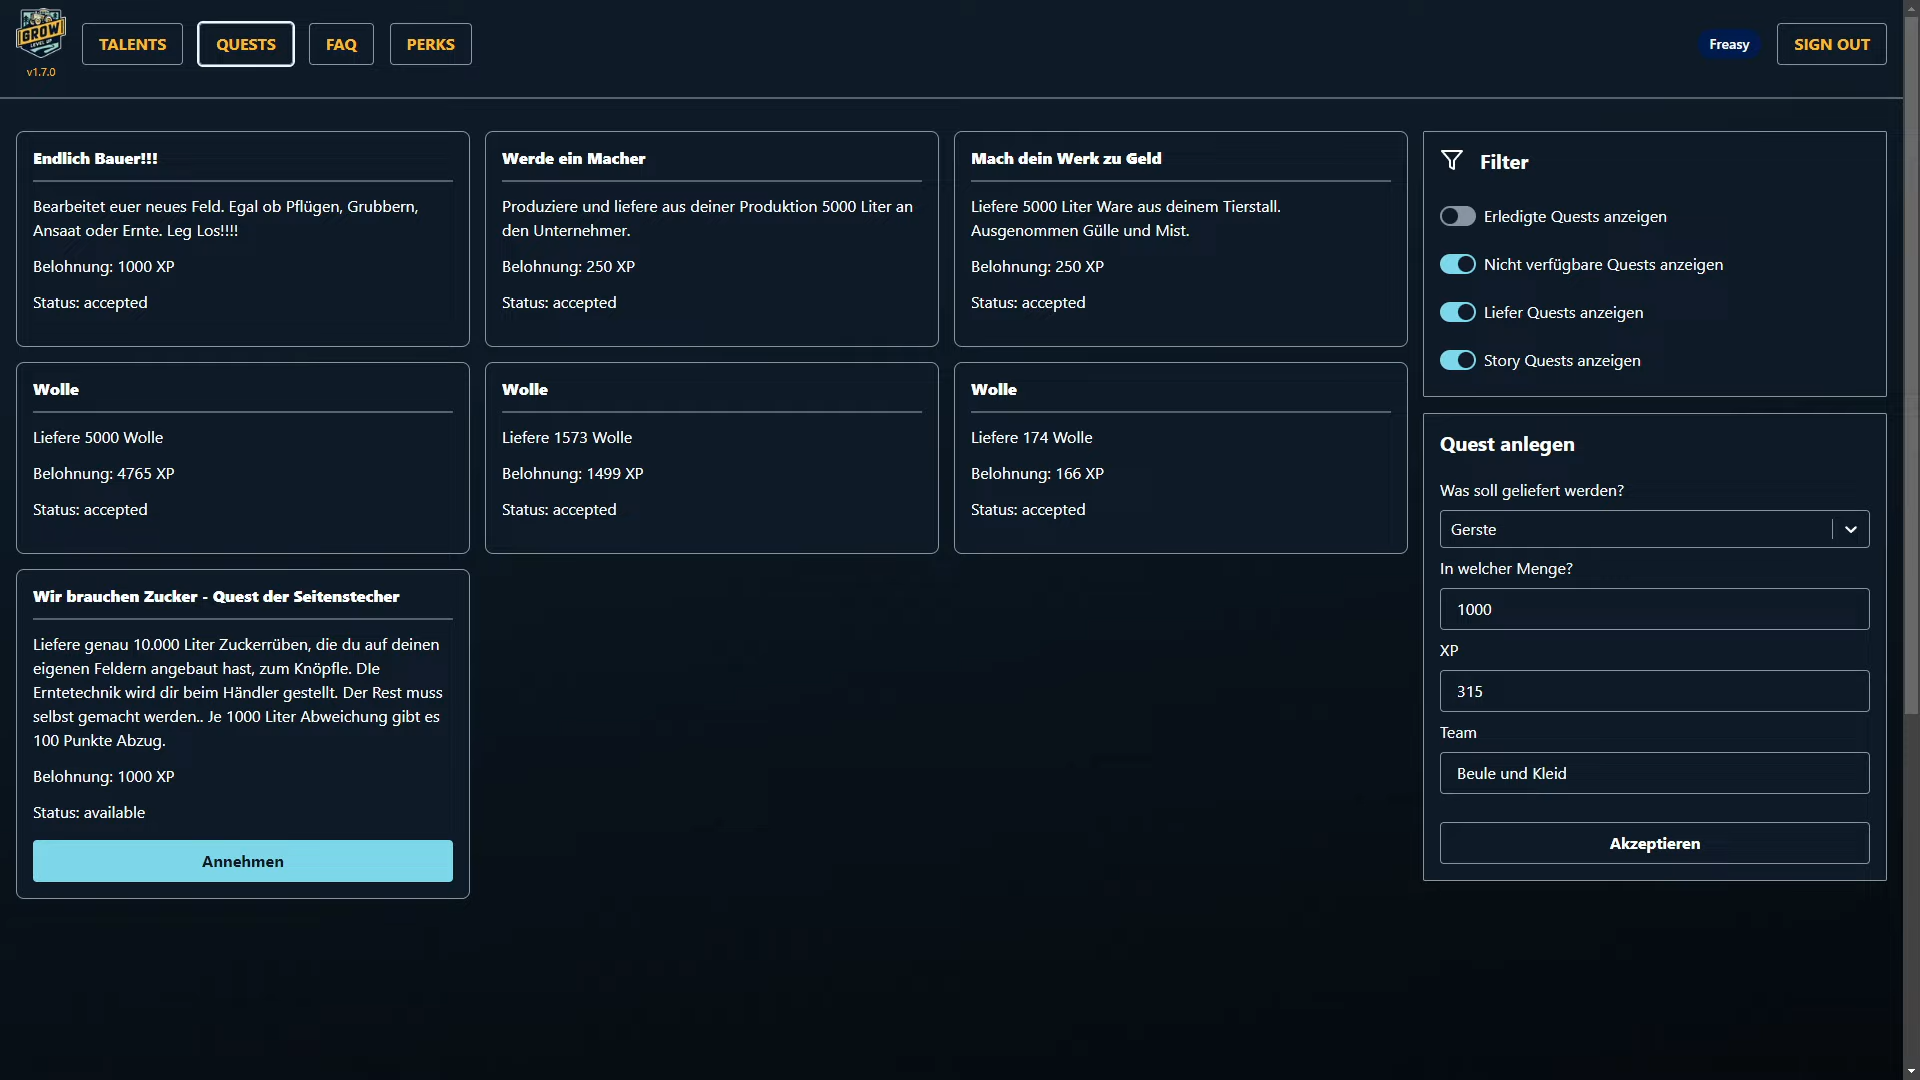 GROW
LEVEL UP
v1.7.0
TALENTS
QUESTS
FAQ
PERKS
Freasy
SIGN OUT
Endlich Bauer!!!
Bearbeitet euer neues Feld. Egal ob Pflügen, Grubbern,
Ansaat oder Ernte. Leg Los!!!!
Belohnung: 1000 XP
Status: accepted
Werde ein Macher
Produziere und liefere aus deiner Produktion 5000 Liter an
den Unternehmer.
Belohnung: 250 XP
Status: accepted
Mach dein Werk zu Geld
Liefere 5000 Liter Ware aus deinem Tierstall.
Ausgenommen Gülle und Mist.
Belohnung: 250 XP
Status: accepted
Wolle
Liefere 5000 Wolle
Belohnung: 4765 XP
Status: accepted
Wolle
Liefere 1573 Wolle
Belohnung: 1499 XP
Status: accepted
Wolle
Liefere 174 Wolle
Belohnung: 166 XP
Status: accepted
Wir brauchen Zucker - Quest der Seitenstecher
Liefere genau 10.000 Liter Zuckerrüben, die du auf deinen
eigenen Feldern angebaut hast, zum Knöpfle. DIe
Erntetechnik wird dir beim Händler gestellt. Der Rest muss
selbst gemacht werden.. Je 1000 Liter Abweichung gibt es
100 Punkte Abzug.
Belohnung: 1000 XP
Status: available
Annehmen
Filter
Erledigte Quests anzeigen
Nicht verfügbare Quests anzeigen
Liefer Quests anzeigen
Story Quests anzeigen
Quest anlegen
Was soll geliefert werden?
Gerste
In welcher Menge?
1000
XP
315
Team
Beule und Kleid
Akzeptieren